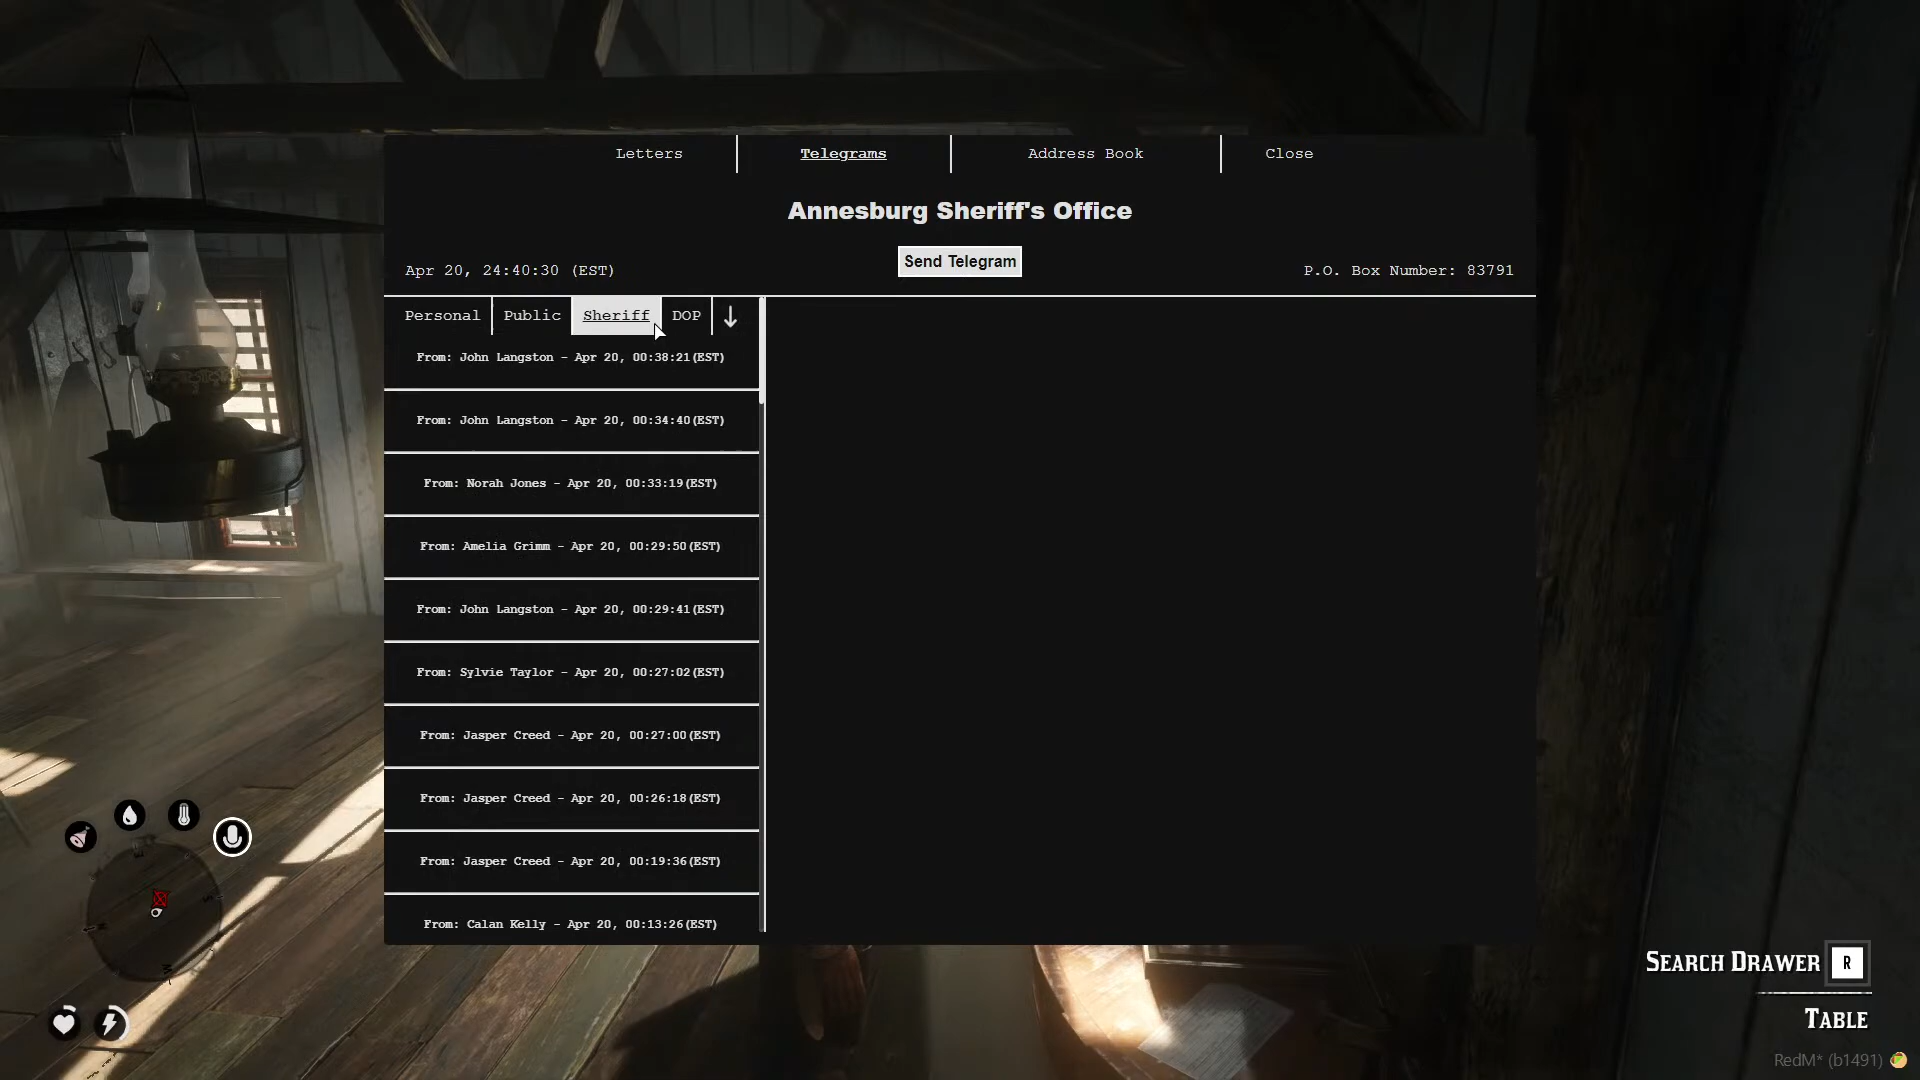 Letters
Telegrams
Address Book
Close
Annesburg Sheriff's Office
Send Telegram
Apr 20, 24:40:30 (EST)
P.O. Box Number: 83791
Personal
Public
Sheriff
DOP
From: John Langston - Apr 20, 00:38:21(EST)
From: John Langston - Apr 20, 00:34:40(EST)
From: Norah Jones - Apr 20, 00:33:19(EST)
From: Amelia Grimm - Apr 20, 00:29:50(EST)
From: John Langston - Apr 20, 00:29:41(EST)
From: Sylvie Taylor - Apr 20, 00:27:02(EST)
From: Jasper Creed - Apr 20, 00:27:00(EST)
From: Jasper Creed - Apr 20, 00:26:18(EST)
From: Jasper Creed - Apr 20, 00:19:36(EST)
From: Calan Kelly - Apr 20, 00:13:26(EST)
SEARCH DRAWER R
TABLE
RedM* (b1491)